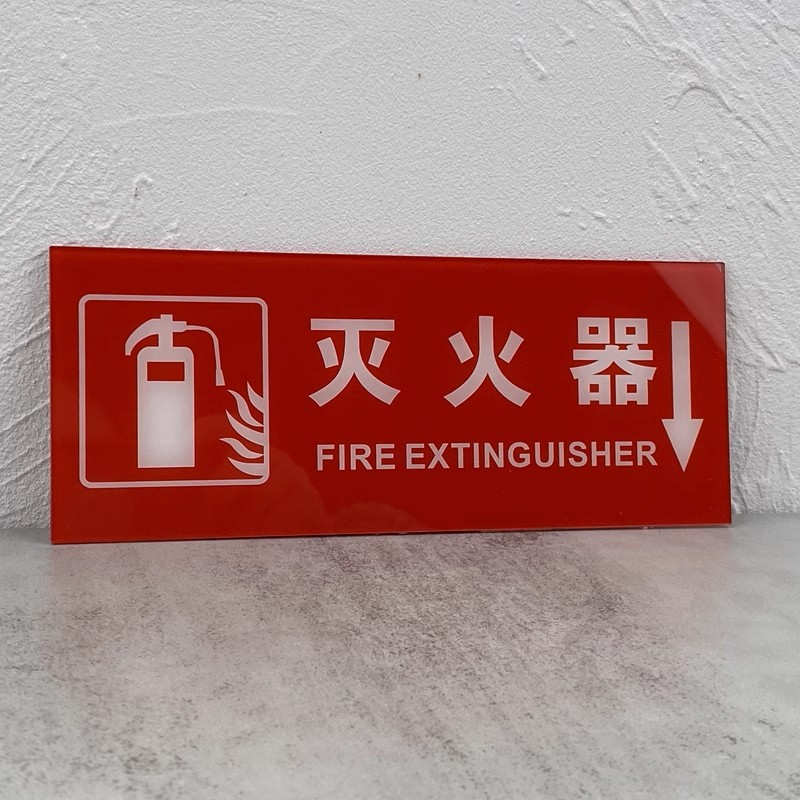 灭火器
FIRE EXTINGUISHER